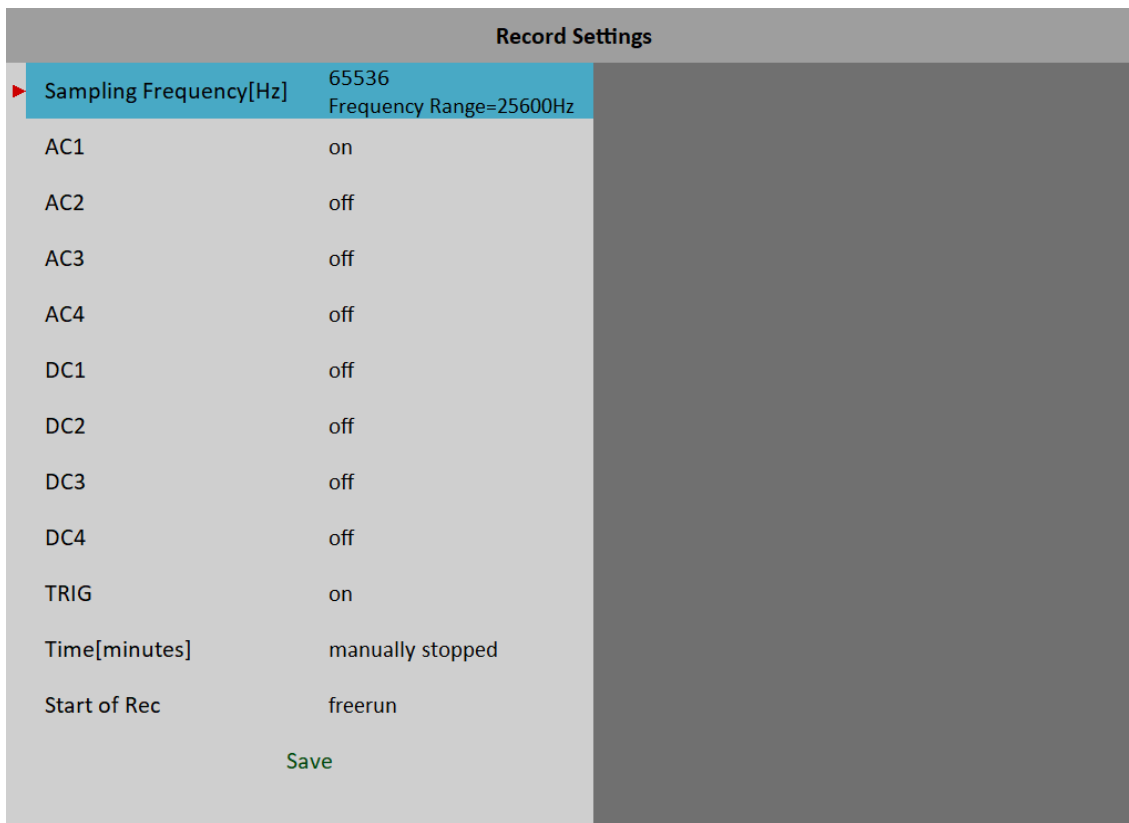 Record Settings
Sampling Frequency[Hz] 65536
Frequency Range=25600Hz
AC1 on
AC2 off
AC3 off
AC4 off
DC1 off
DC2 off
DC3 off
DC4 off
TRIG on
Time[minutes] manually stopped
Start of Rec freerun
Save